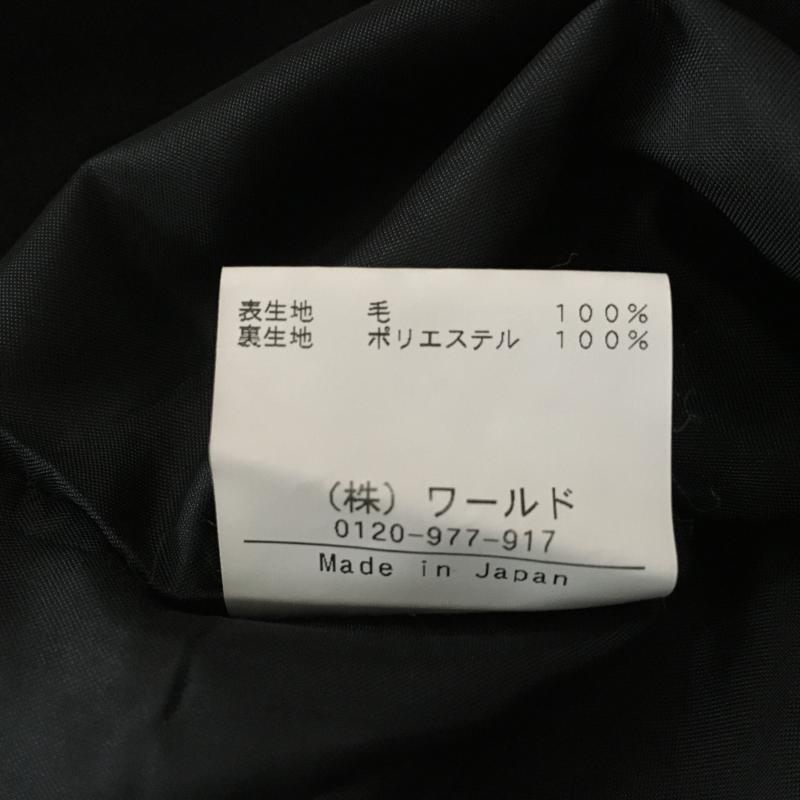 表生地 毛 100%
裏生地 ポリエステル 100%
(株) ワールド
0120-977-917
Made in Japan